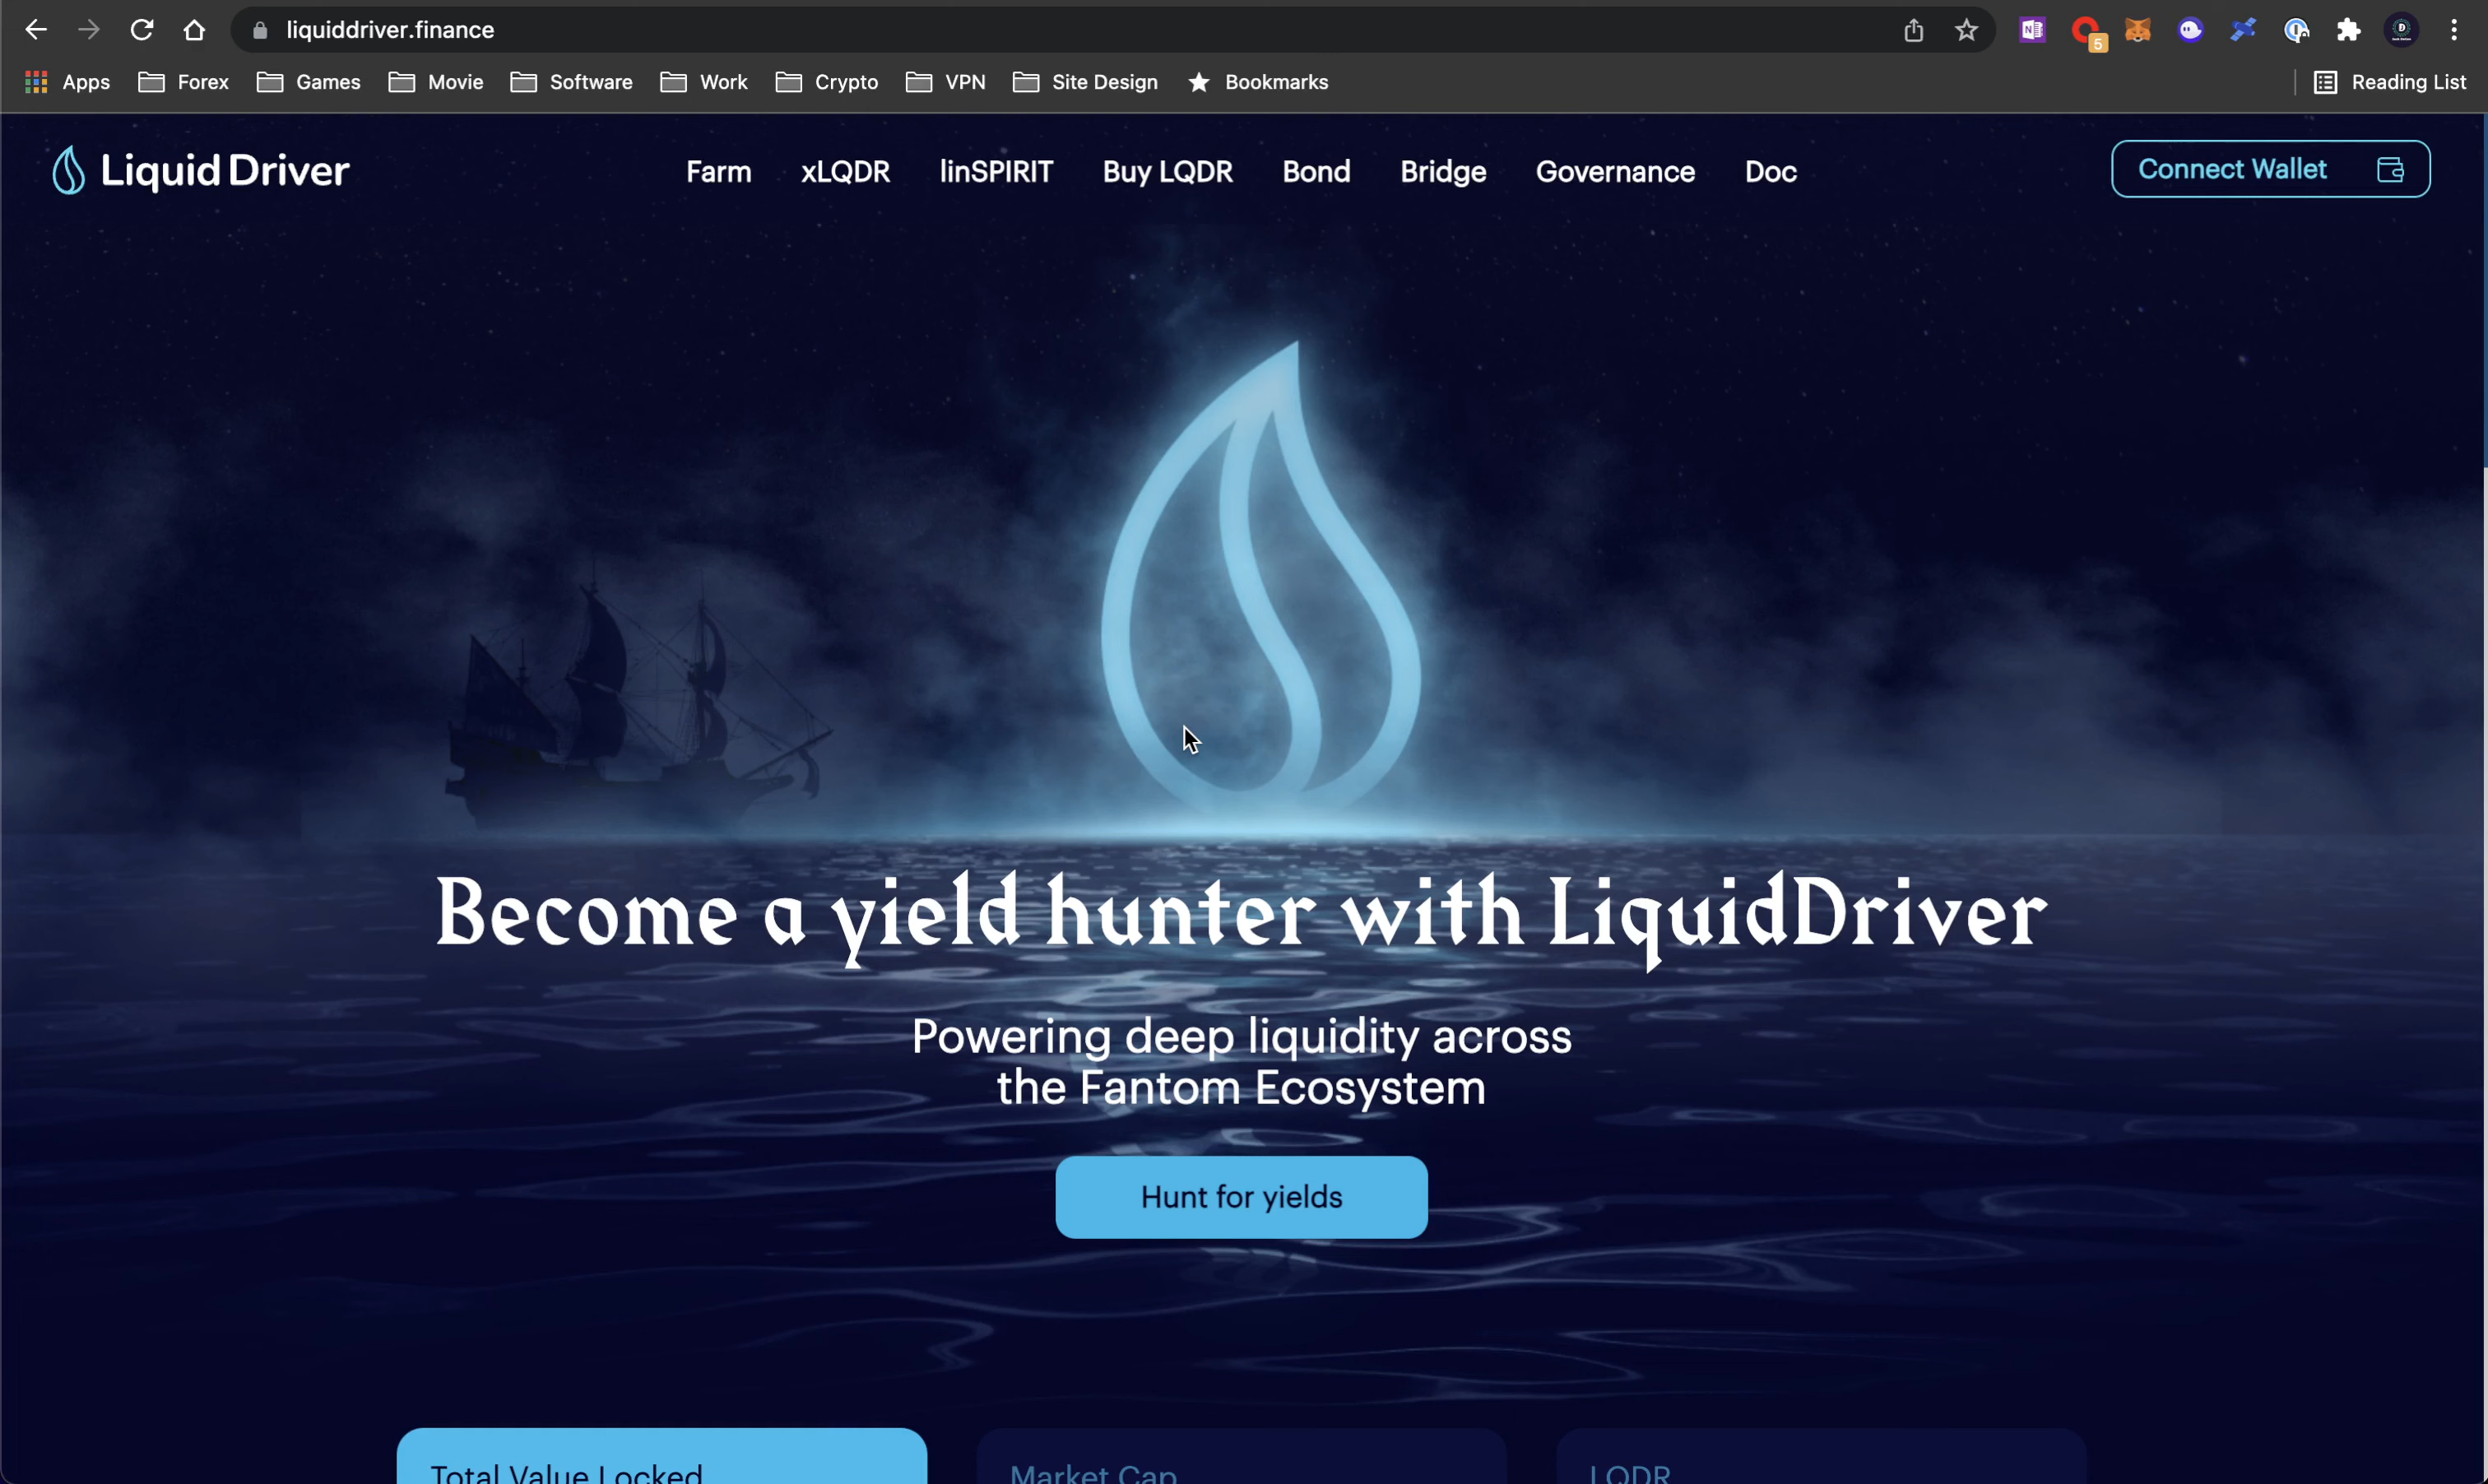 liquiddriver.finance
5
Apps
Forex
Games
Movie
Software
Work
Crypto
VPN
Site Design
Bookmarks
Reading List
Liquid Driver
Farm
xLQDR
linSPIRIT
Buy LQDR
Bond
Bridge
Governance
Doc
Connect Wallet
Become a yield hunter with LiquidDriver
Powering deep liquidity across
the Fantom Ecosystem
Hunt for yields
Total Value Locked
Market Cap
LQDR